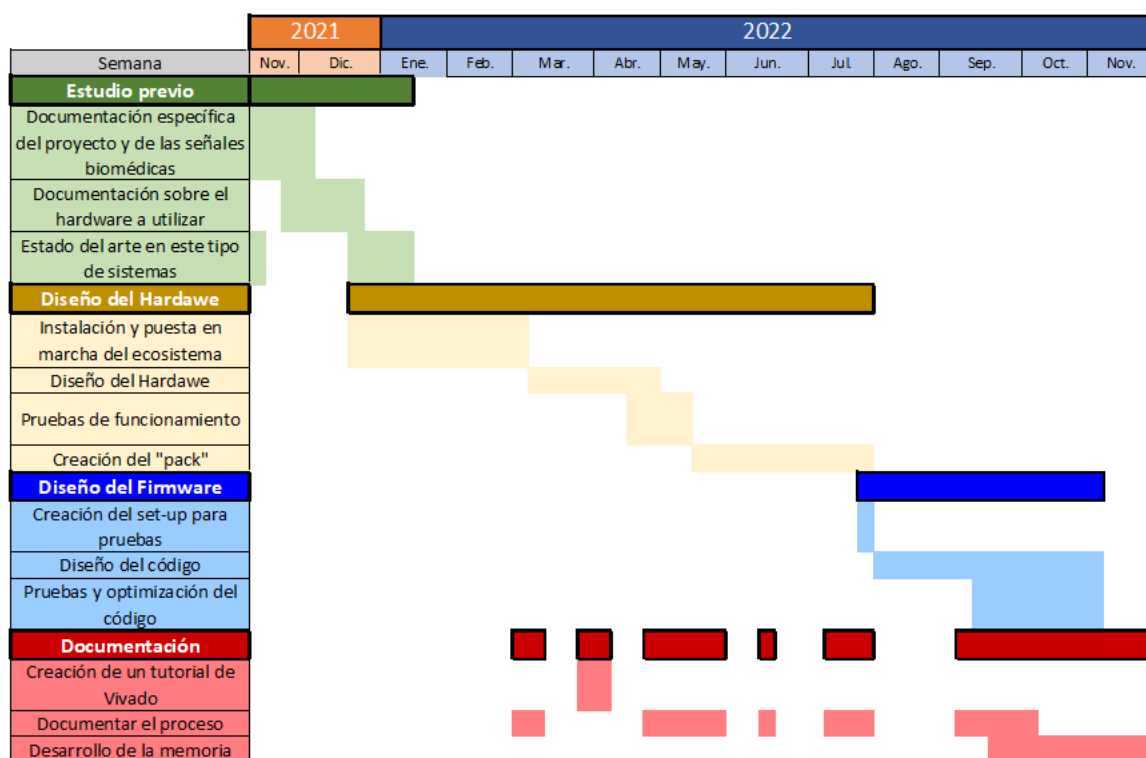 2021 2022
Semana Nov. Dic. Ene. Feb. Mar. Abr. May. Jun. Jul. Ago. Sep. Oct. Nov.
Estudio previo
Documentación específica
del proyecto y de las señales
biomédicas
Documentación sobre el
hardware a utilizar
Estado del arte en este tipo
de sistemas
Diseño del Hardawe
Instalación y puesta en
marcha del ecosistema
Diseño del Hardawe
Pruebas de funcionamiento
Creación del "pack"
Diseño del Firmware
Creación del set-up para
pruebas
Diseño del código
Pruebas y optimización del
código
Documentación
Creación de un tutorial de
Vivado
Documentar el proceso
Desarrollo de la memoria